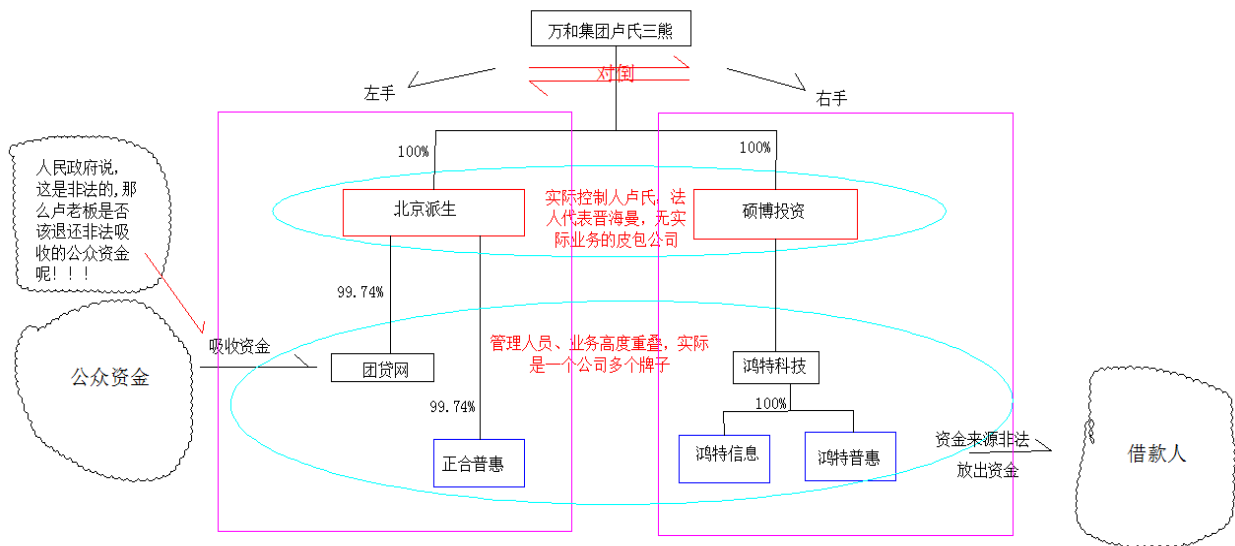 万和集团卢氏三熊
对倒
左手
右手
100%
100%
人民政府说,
这是非法的,那
么卢老板是否
该退还非法吸
收的公众资金
呢！！！
北京派生
实际控制人卢氏，法
人代表晋海曼，无实
际业务的皮包公司
硕博投资
99.74%
吸收资金
管理人员、业务高度重叠，实际
是一个公司多个牌子
公众资金
团贷网
鸿特科技
99.74%
100%
正合普惠
鸿特信息
鸿特普惠
资金来源非法
放出资金
借款人